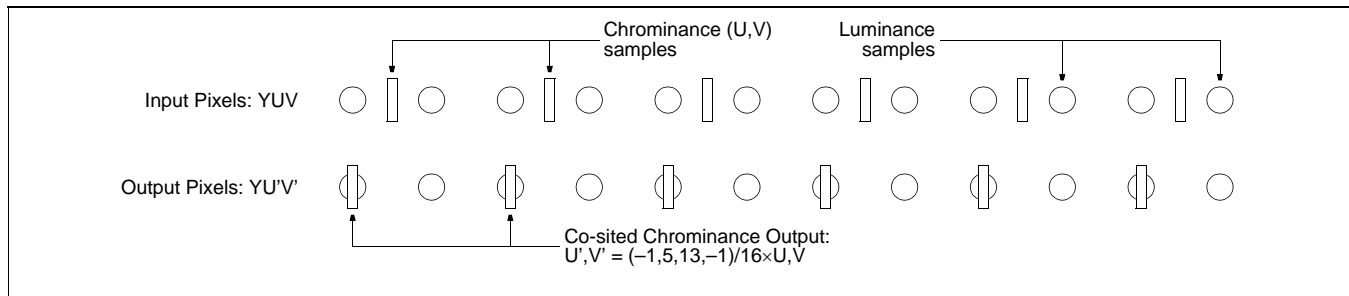 Chrominance (U,V)
samples
Luminance
samples
Input Pixels: YUV
Output Pixels: YU'V'
Co-sited Chrominance Output:
U',V' = (–1,5,13,–1)/16×U,V